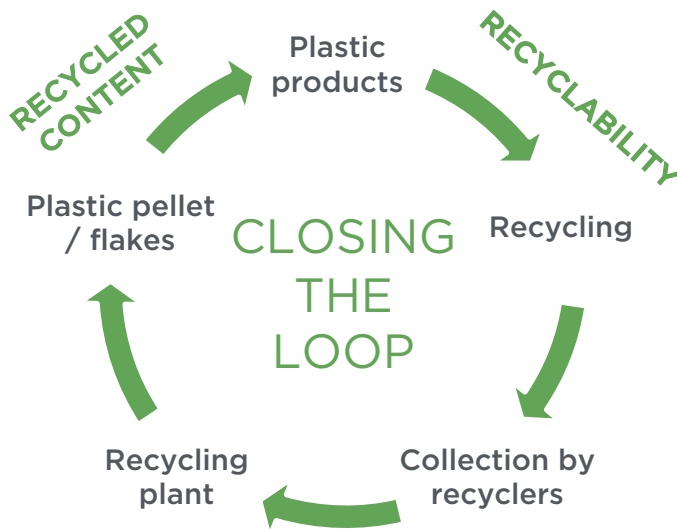 RECYCLED
CONTENT
Plastic
products
RECYCLABILITY
Plastic pellet
/ flakes
CLOSING
THE
LOOP
Recycling
Recycling
plant
Collection by
recyclers